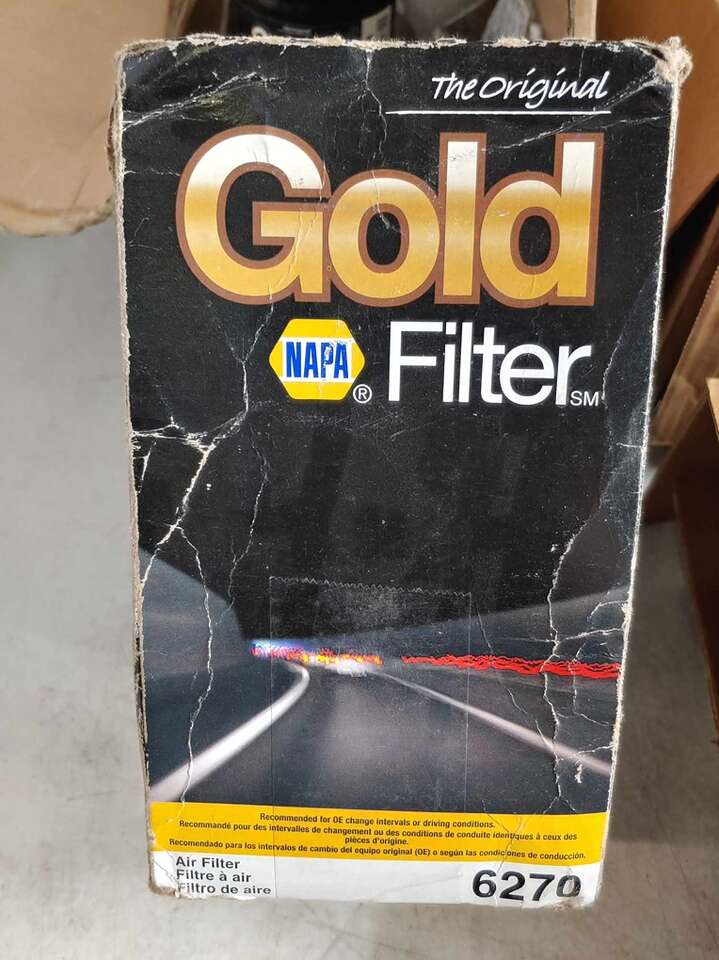 The Original
Gold
NAPA® Filter SM
Recommended for OE change intervals or driving conditions.
Recommandé pour des intervalles de changement ou des conditions de conduite identiques à ceux des
pièces d'origine.
Recomendado para los intervalos de cambio del equipo original (OE) o según las condiciones de conducción.
Air Filter
Filtre à air
Filtro de aire
6270